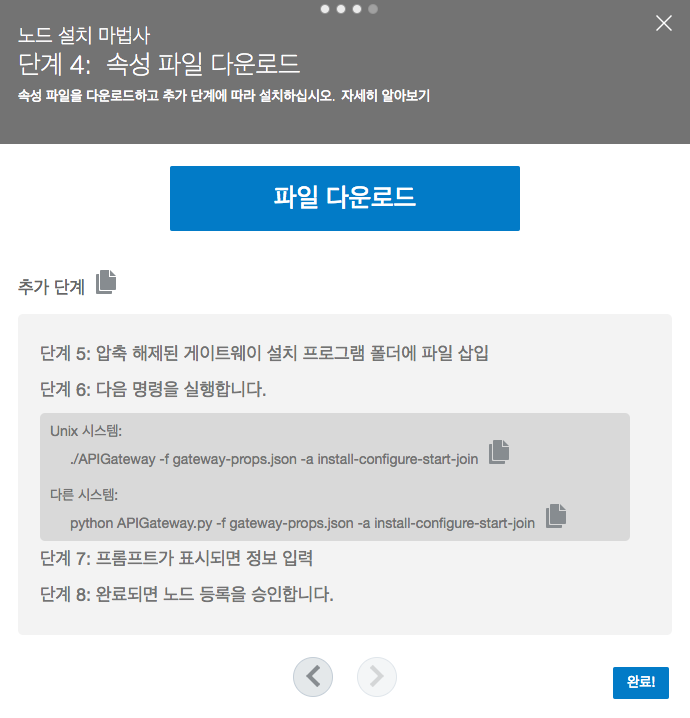 노드 설치 마법사
단계 4: 속성 파일 다운로드
속성 파일을 다운로드하고 추가 단계에 따라 설치하십시오. 자세히 알아보기
파일 다운로드
추가 단계
단계 5: 압축 해제된 게이트웨이 설치 프로그램 폴더에 파일 삽입
단계 6: 다음 명령을 실행합니다.
Unix 시스템:
./APIGateway -f gateway-props.json -a install-configure-start-join
다른 시스템:
python APIGateway.py -f gateway-props.json -a install-configure-start-join
단계 7: 프롬프트가 표시되면 정보 입력
단계 8: 완료되면 노드 등록을 승인합니다.
완료!